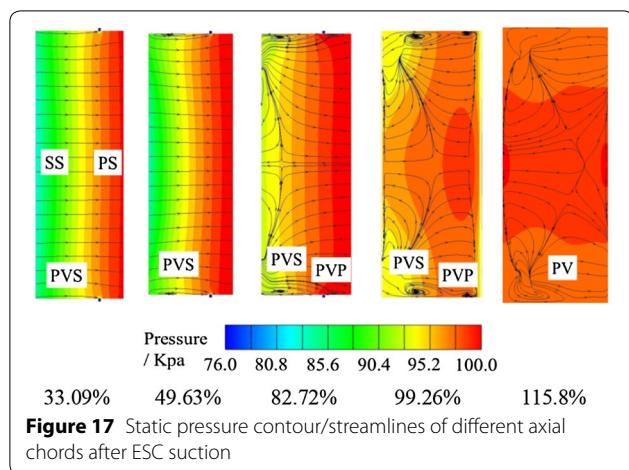 SS PS
PVS
PVS
PVS PVP
PVS PVP
PV
Pressure
/ Kpa 76.0 80.8 85.6 90.4 95.2 100.0
33.09% 49.63% 82.72% 99.26% 115.8%
Figure 17 Static pressure contour/streamlines of different axial
chords after ESC suction